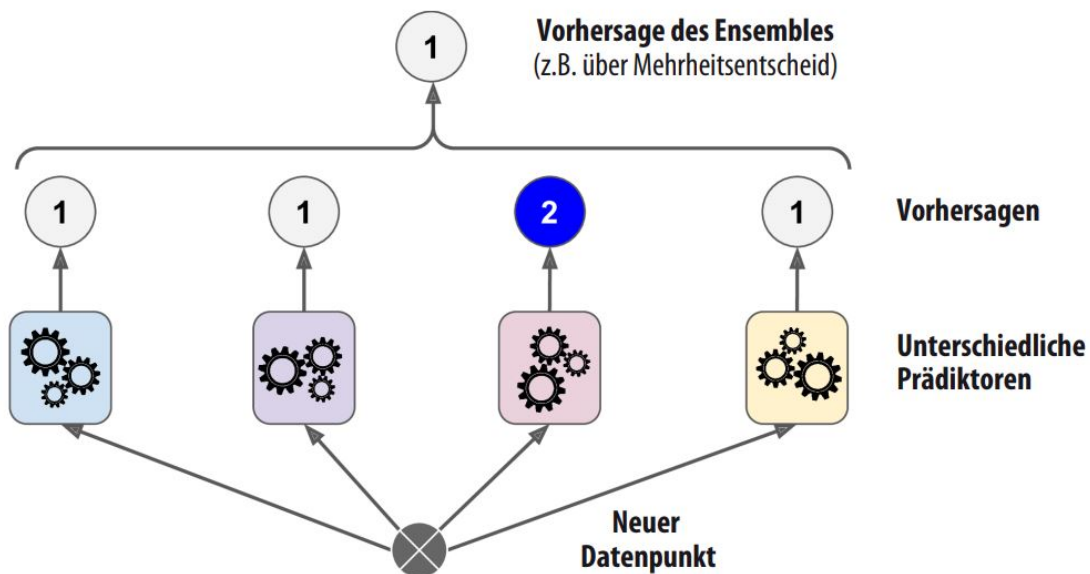 Vorhersage des Ensembles
1
(z.B. über Mehrheitsentscheid)
1
1
2
1
Vorhersagen
Unterschiedliche
Prädiktoren
Neuer
Datenpunkt